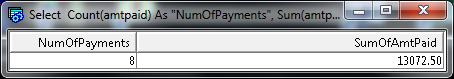 Select Count(amtpaid) As "NumOfPayments", Sum(amtp...
NumOfPayments SumOfAmtPaid
8 13072.50